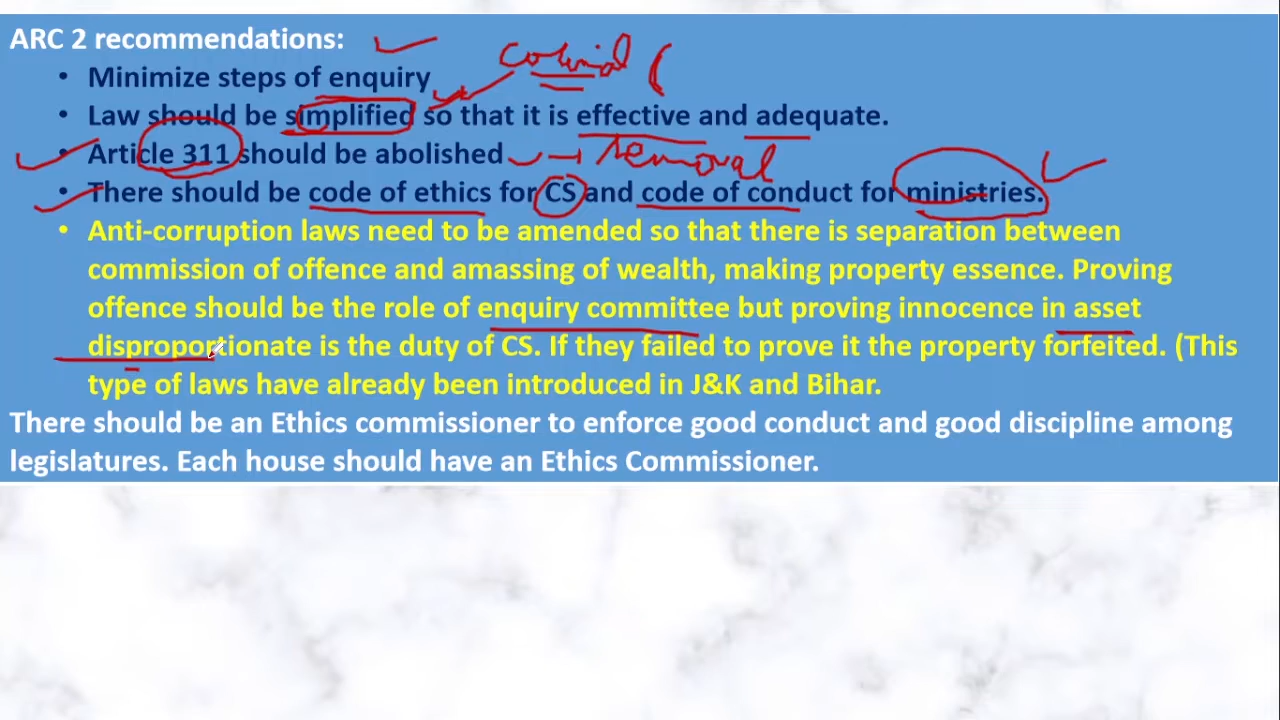 ARC 2 recommendations:
colonial (
• Minimize steps of enquiry
• Law should be simplified so that it is effective and adequate.
• Article 311 should be abolished → removal
• There should be code of ethics for CS and code of conduct for ministries.
• Anti-corruption laws need to be amended so that there is separation between
commission of offence and amassing of wealth, making property essence. Proving
offence should be the role of enquiry committee but proving innocence in asset
disproportionate is the duty of CS. If they failed to prove it the property forfeited. (This
type of laws have already been introduced in J&K and Bihar.
There should be an Ethics commissioner to enforce good conduct and good discipline among
legislatures. Each house should have an Ethics Commissioner.